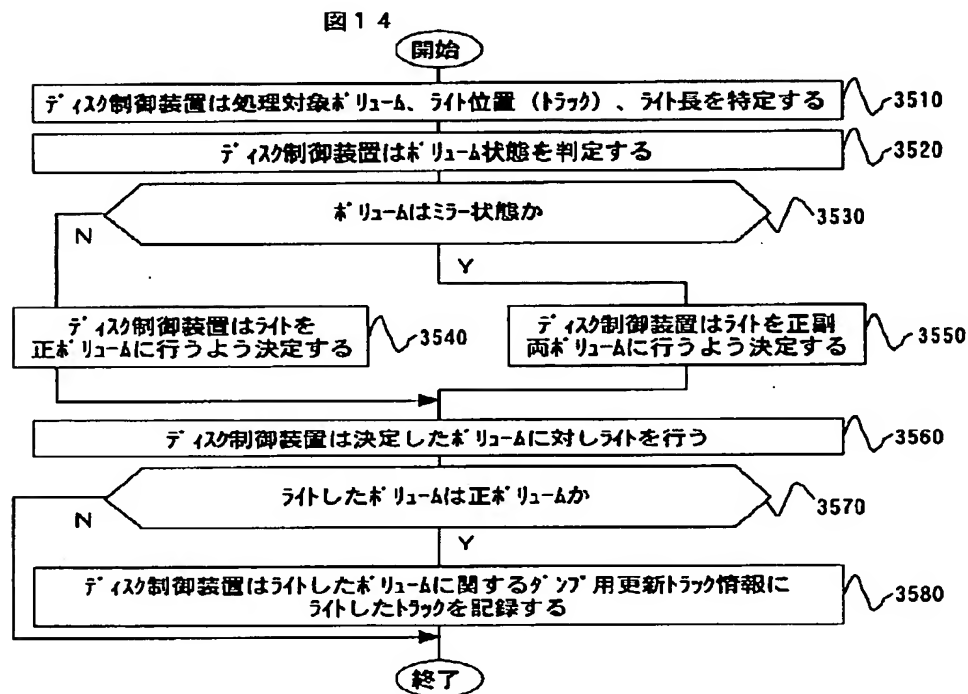 図14
開始
ディスク制御装置は処理対象ボリューム、ライト位置（トラック）、ライト長を特定する
3510
ディスク制御装置はボリューム状態を判定する
3520
ボリュームはミラー状態か
3530
N
Y
ディスク制御装置はライトを
正ボリュームに行うよう決定する
3540
ディスク制御装置はライトを正副
両ボリュームに行うよう決定する
3550
ディスク制御装置は決定したボリュームに対しライトを行う
3560
ライトしたボリュームは正ボリュームか
3570
N
Y
ディスク制御装置はライトしたボリュームに関するダンプ用更新トラック情報に
ライトしたトラックを記録する
3580
終了